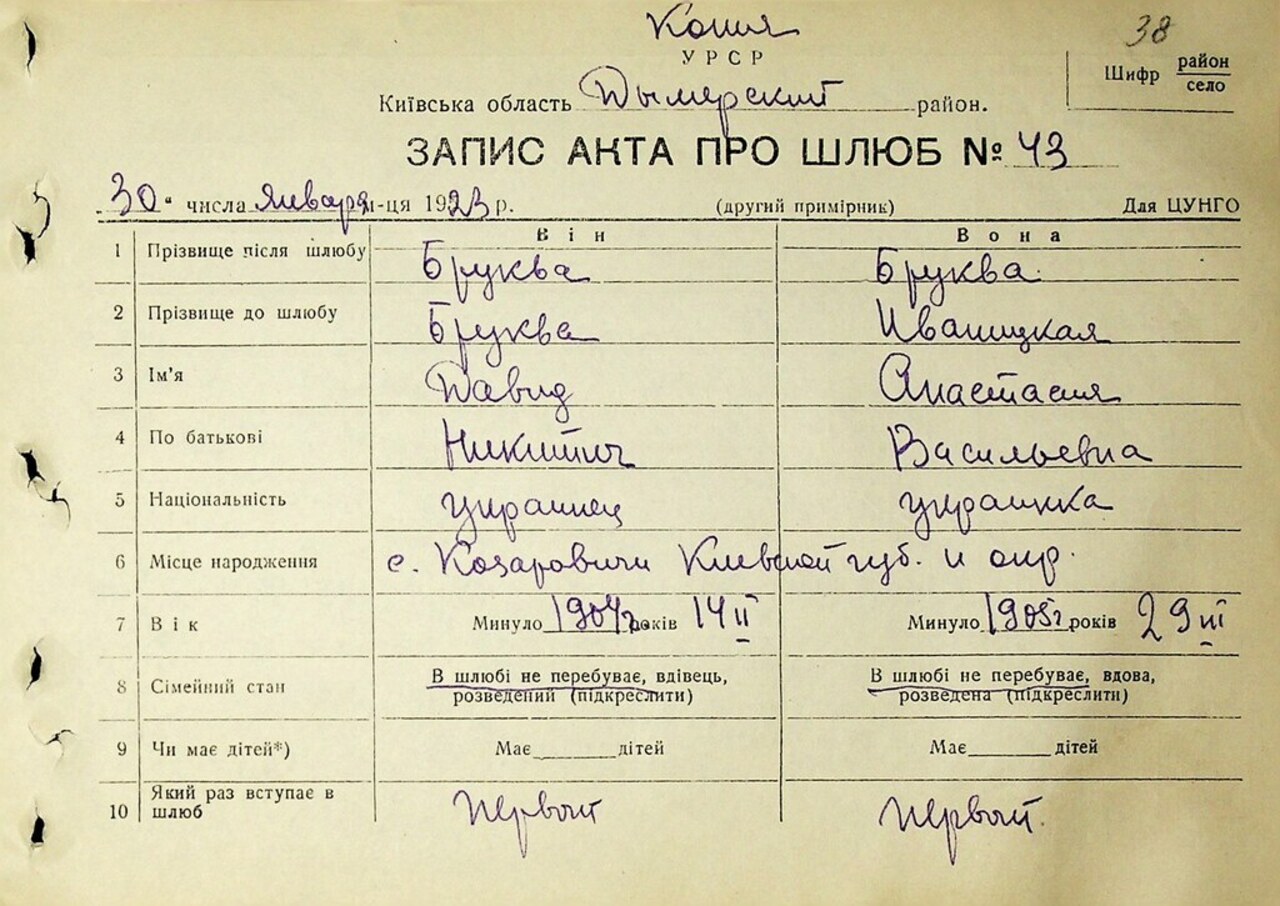 Копия
38
УРСР
Шифр район село
Київська область Дымерский район.
ЗАПИС АКТА ПРО ШЛЮБ № 43
30 числа Января м-ця 1923 р. (другий примірник) Для ЦУНГО
Він Вона
1 Прізвище після шлюбу Бруква Бруква
2 Прізвище до шлюбу Бруква Иваницкая
3 Ім'я Давид Анастасия
4 По батькові Никитич Васильевна
5 Національність украинец украинка
6 Місце народження с. Козаровичи Киевской губ. и окр.
7 Вік Минуло 1904 г. років 14 II Минуло 1905 г. років 29 III
8 Сімейний стан В шлюбі не перебуває, вдівець, В шлюбі не перебуває, вдова,
розведений (підкреслити) розведена (підкреслити)
9 Чи має дітей*) Має дітей Має дітей
10 Який раз вступає в
шлюб первый первый.